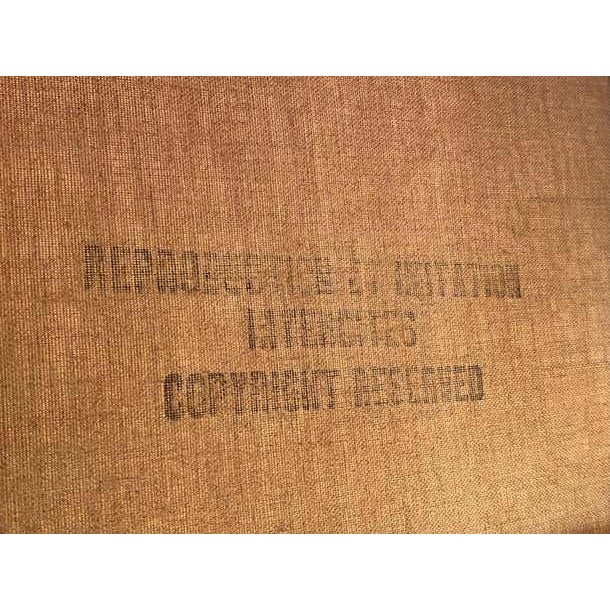 REPRODUCTION ET IMITATION
INTERDITES
COPYRIGHT RESERVED